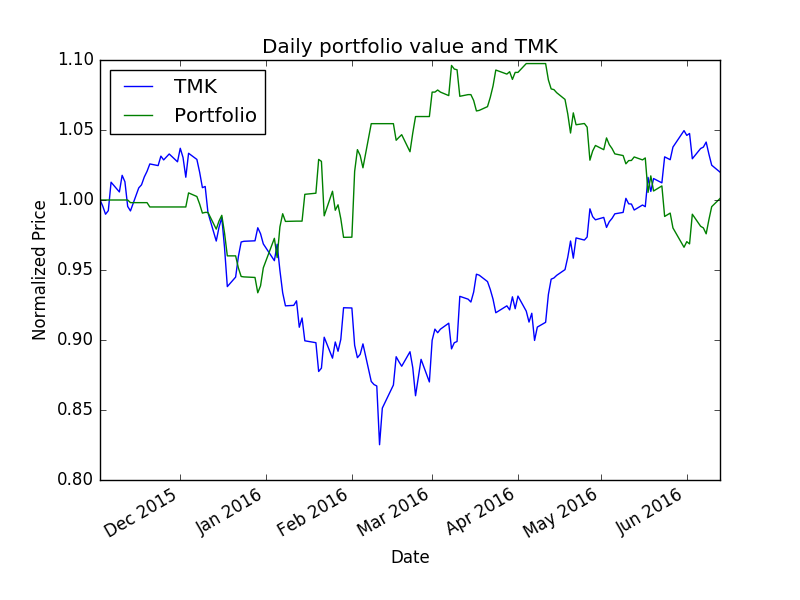 Daily portfolio value and TMK
TMK
Portfolio
1.10
1.05
1.00
0.95
0.90
0.85
0.80
Normalized Price
Dec 2015
Jan 2016
Feb 2016
Mar 2016
Apr 2016
May 2016
Jun 2016
Date